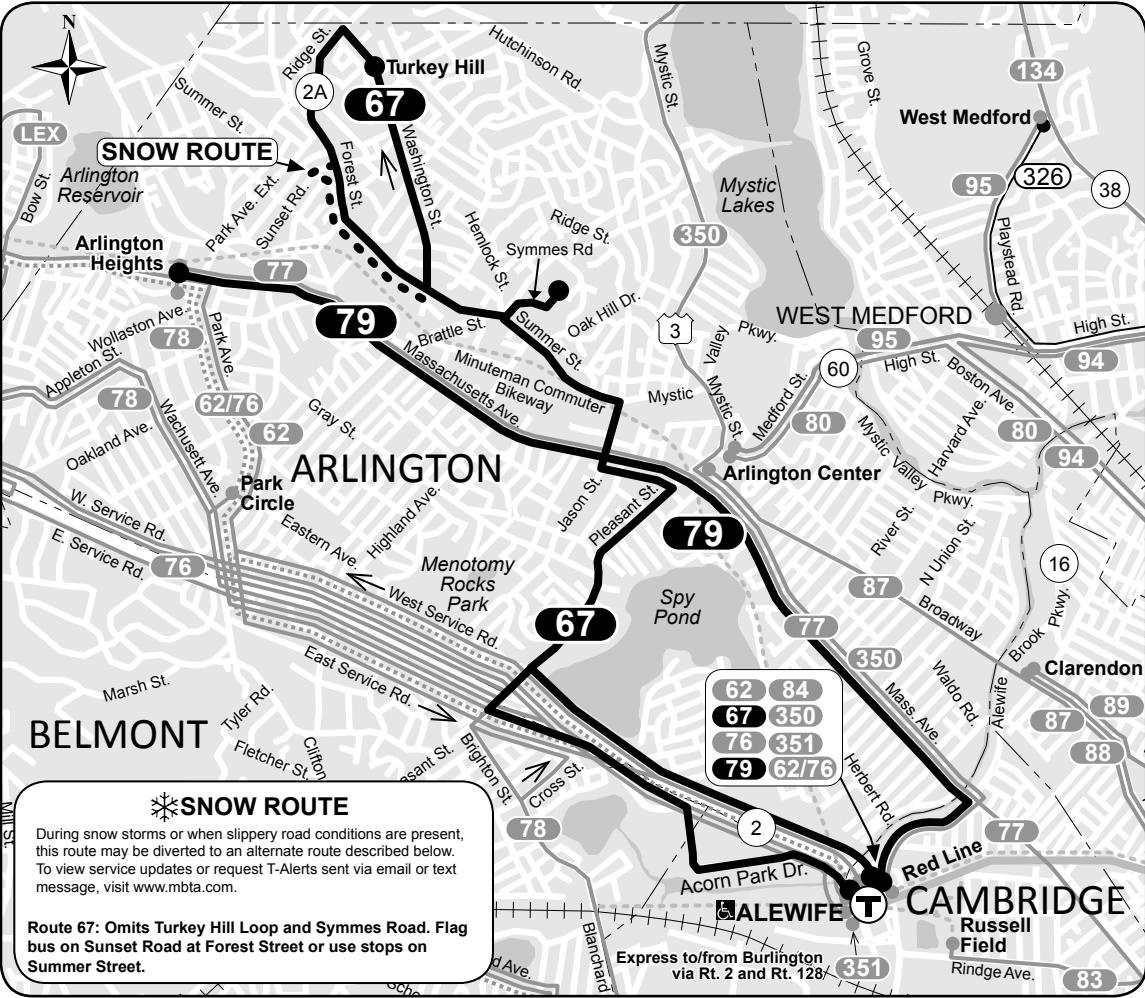 N
Ridge St.
Turkey Hill
Hutchinson Rd.
Mystic St.
Grove St.
134
2A
67
Summer St.
LEX
SNOW ROUTE
West Medford
Forest St.
Washington St.
Arlington
Reservoir
Bow St.
Park Ave. Ext.
Sunset Rd.
Mystic
Lakes
95
326
38
Hemlock St.
Ridge St.
Symmes Rd
350
Playstead Rd.
Arlington
Heights
77
Oak Hill Dr.
79
Brattle St.
Summer St.
3
Valley
Pkwy.
WEST MEDFORD
High St.
95
94
Wollaston Ave.
78
Park Ave.
Massachusetts Ave.
Minuteman Commuter
Bikeway
60
High St.
Boston Ave.
Appleton St.
78
62/76
Mystic
Mystic St.
Medford St.
80
Harvard Ave.
80
Wachusett Ave.
Gray St.
62
Oakland Ave.
ARLINGTON
Arlington Center
Mystic
Valley
Pkwy.
94
Park
Circle
W. Service Rd.
Eastern Ave.
Highland Ave.
Jason St.
Pleasant St.
79
River St.
N Union St.
E. Service Rd.
76
Menotomy
Rocks
Park
West Service Rd.
16
87
Broadway
Spy
Pond
67
77
Brook
Pkwy.
350
Clarendon
East Service Rd.
Marsh St.
Tyler Rd.
62 84
67 350
76 351
79 62/76
Waldo Rd.
Mass. Ave.
Alewife
89
87
88
BELMONT
Fletcher St.
Clifton
asant St.
Brighton St.
Cross St.
Herbert Rd.
78
2
77
Mill St.
SNOW ROUTE
During snow storms or when slippery road conditions are present,
this route may be diverted to an alternate route described below.
To view service updates or request T-Alerts sent via email or text
message, visit www.mbta.com.
Route 67: Omits Turkey Hill Loop and Symmes Road. Flag
bus on Sunset Road at Forest Street or use stops on
Summer Street.
Acorn Park Dr.
Red Line
ALEWIFE
T
CAMBRIDGE
Russell
Field
Blanchard
d Ave.
Scho
Express to/from Burlington
via Rt. 2 and Rt. 128
351
Rindge Ave.
83